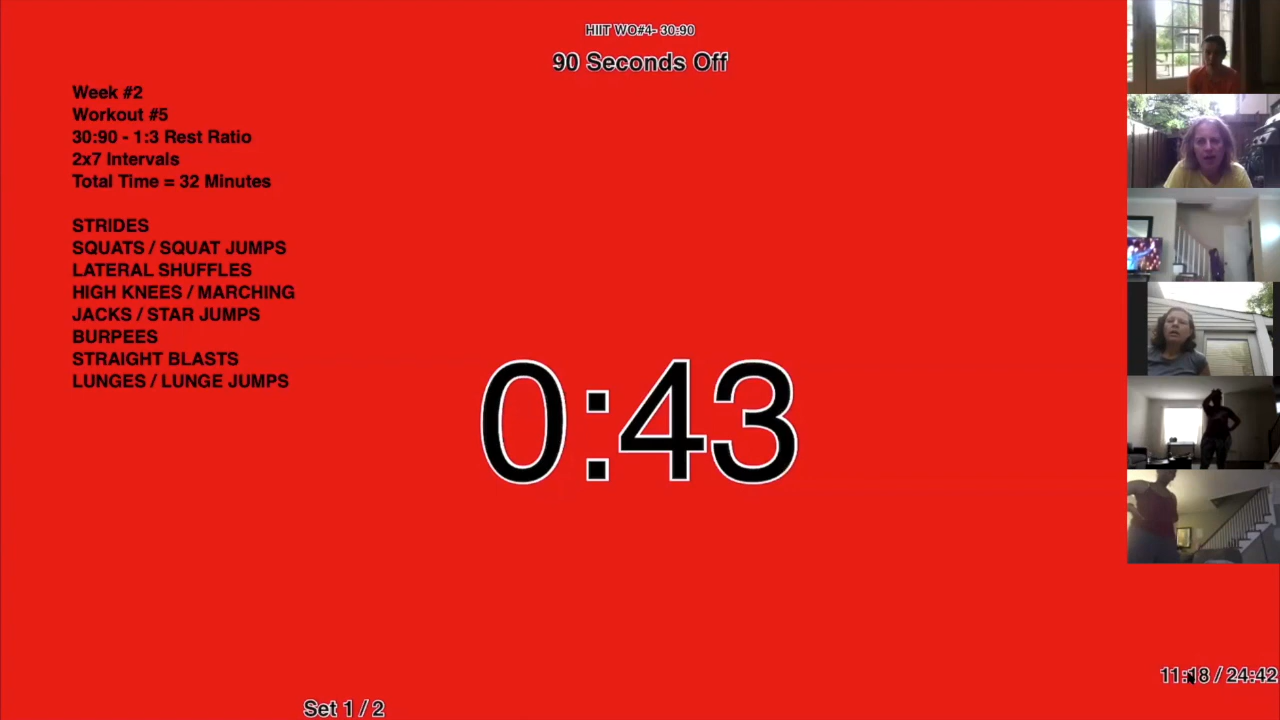 HIIT WO#4- 30:90
90 Seconds Off
Week #2
Workout #5
30:90 - 1:3 Rest Ratio
2x7 Intervals
Total Time = 32 Minutes
STRIDES
SQUATS / SQUAT JUMPS
LATERAL SHUFFLES
HIGH KNEES / MARCHING
JACKS / STAR JUMPS
BURPEES
STRAIGHT BLASTS
LUNGES / LUNGE JUMPS
0:43
11:18 / 24:42
Set 1 / 2